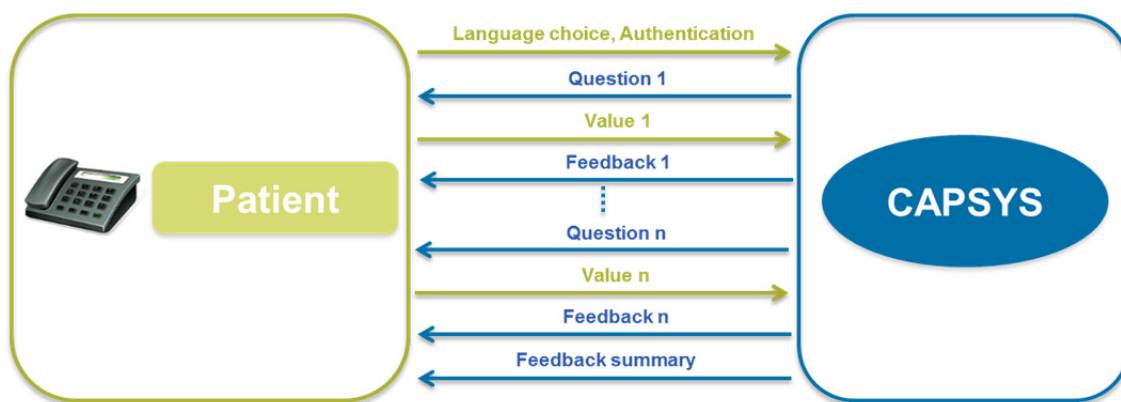 Language choice, Authentication
Question 1
Value 1
Feedback 1
Patient
CAPSYS
Question n
Value n
Feedback n
Feedback summary